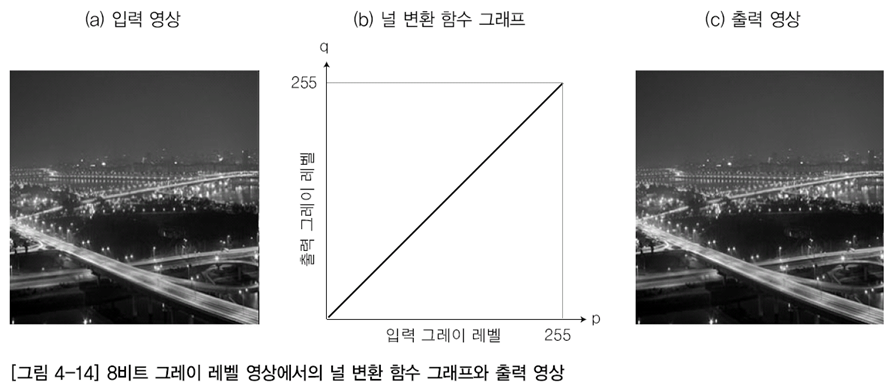 (a) 입력 영상
(b) 널 변환 함수 그래프
(c) 출력 영상
q
255
출력 그레이 레벨
입력 그레이 레벨
255
p
[그림 4-14] 8비트 그레이 레벨 영상에서의 널 변환 함수 그래프와 출력 영상